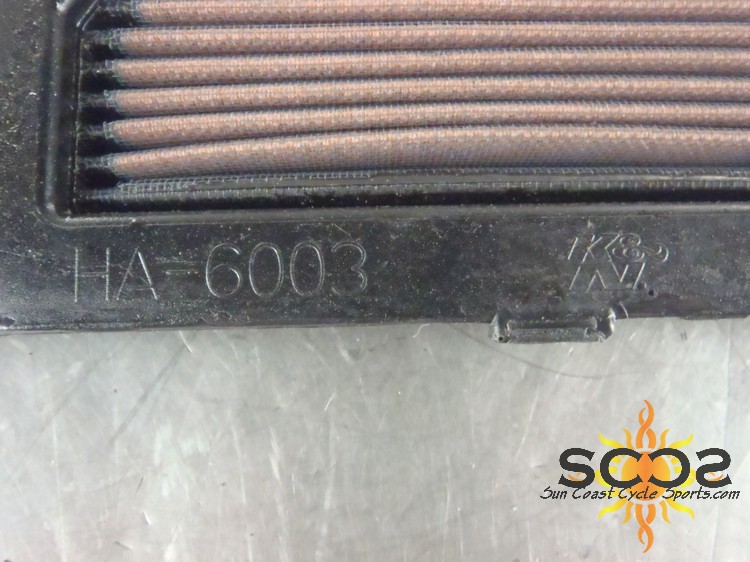 HA-6003
K&N
SCCS
Sun Coast Cycle Sports.com